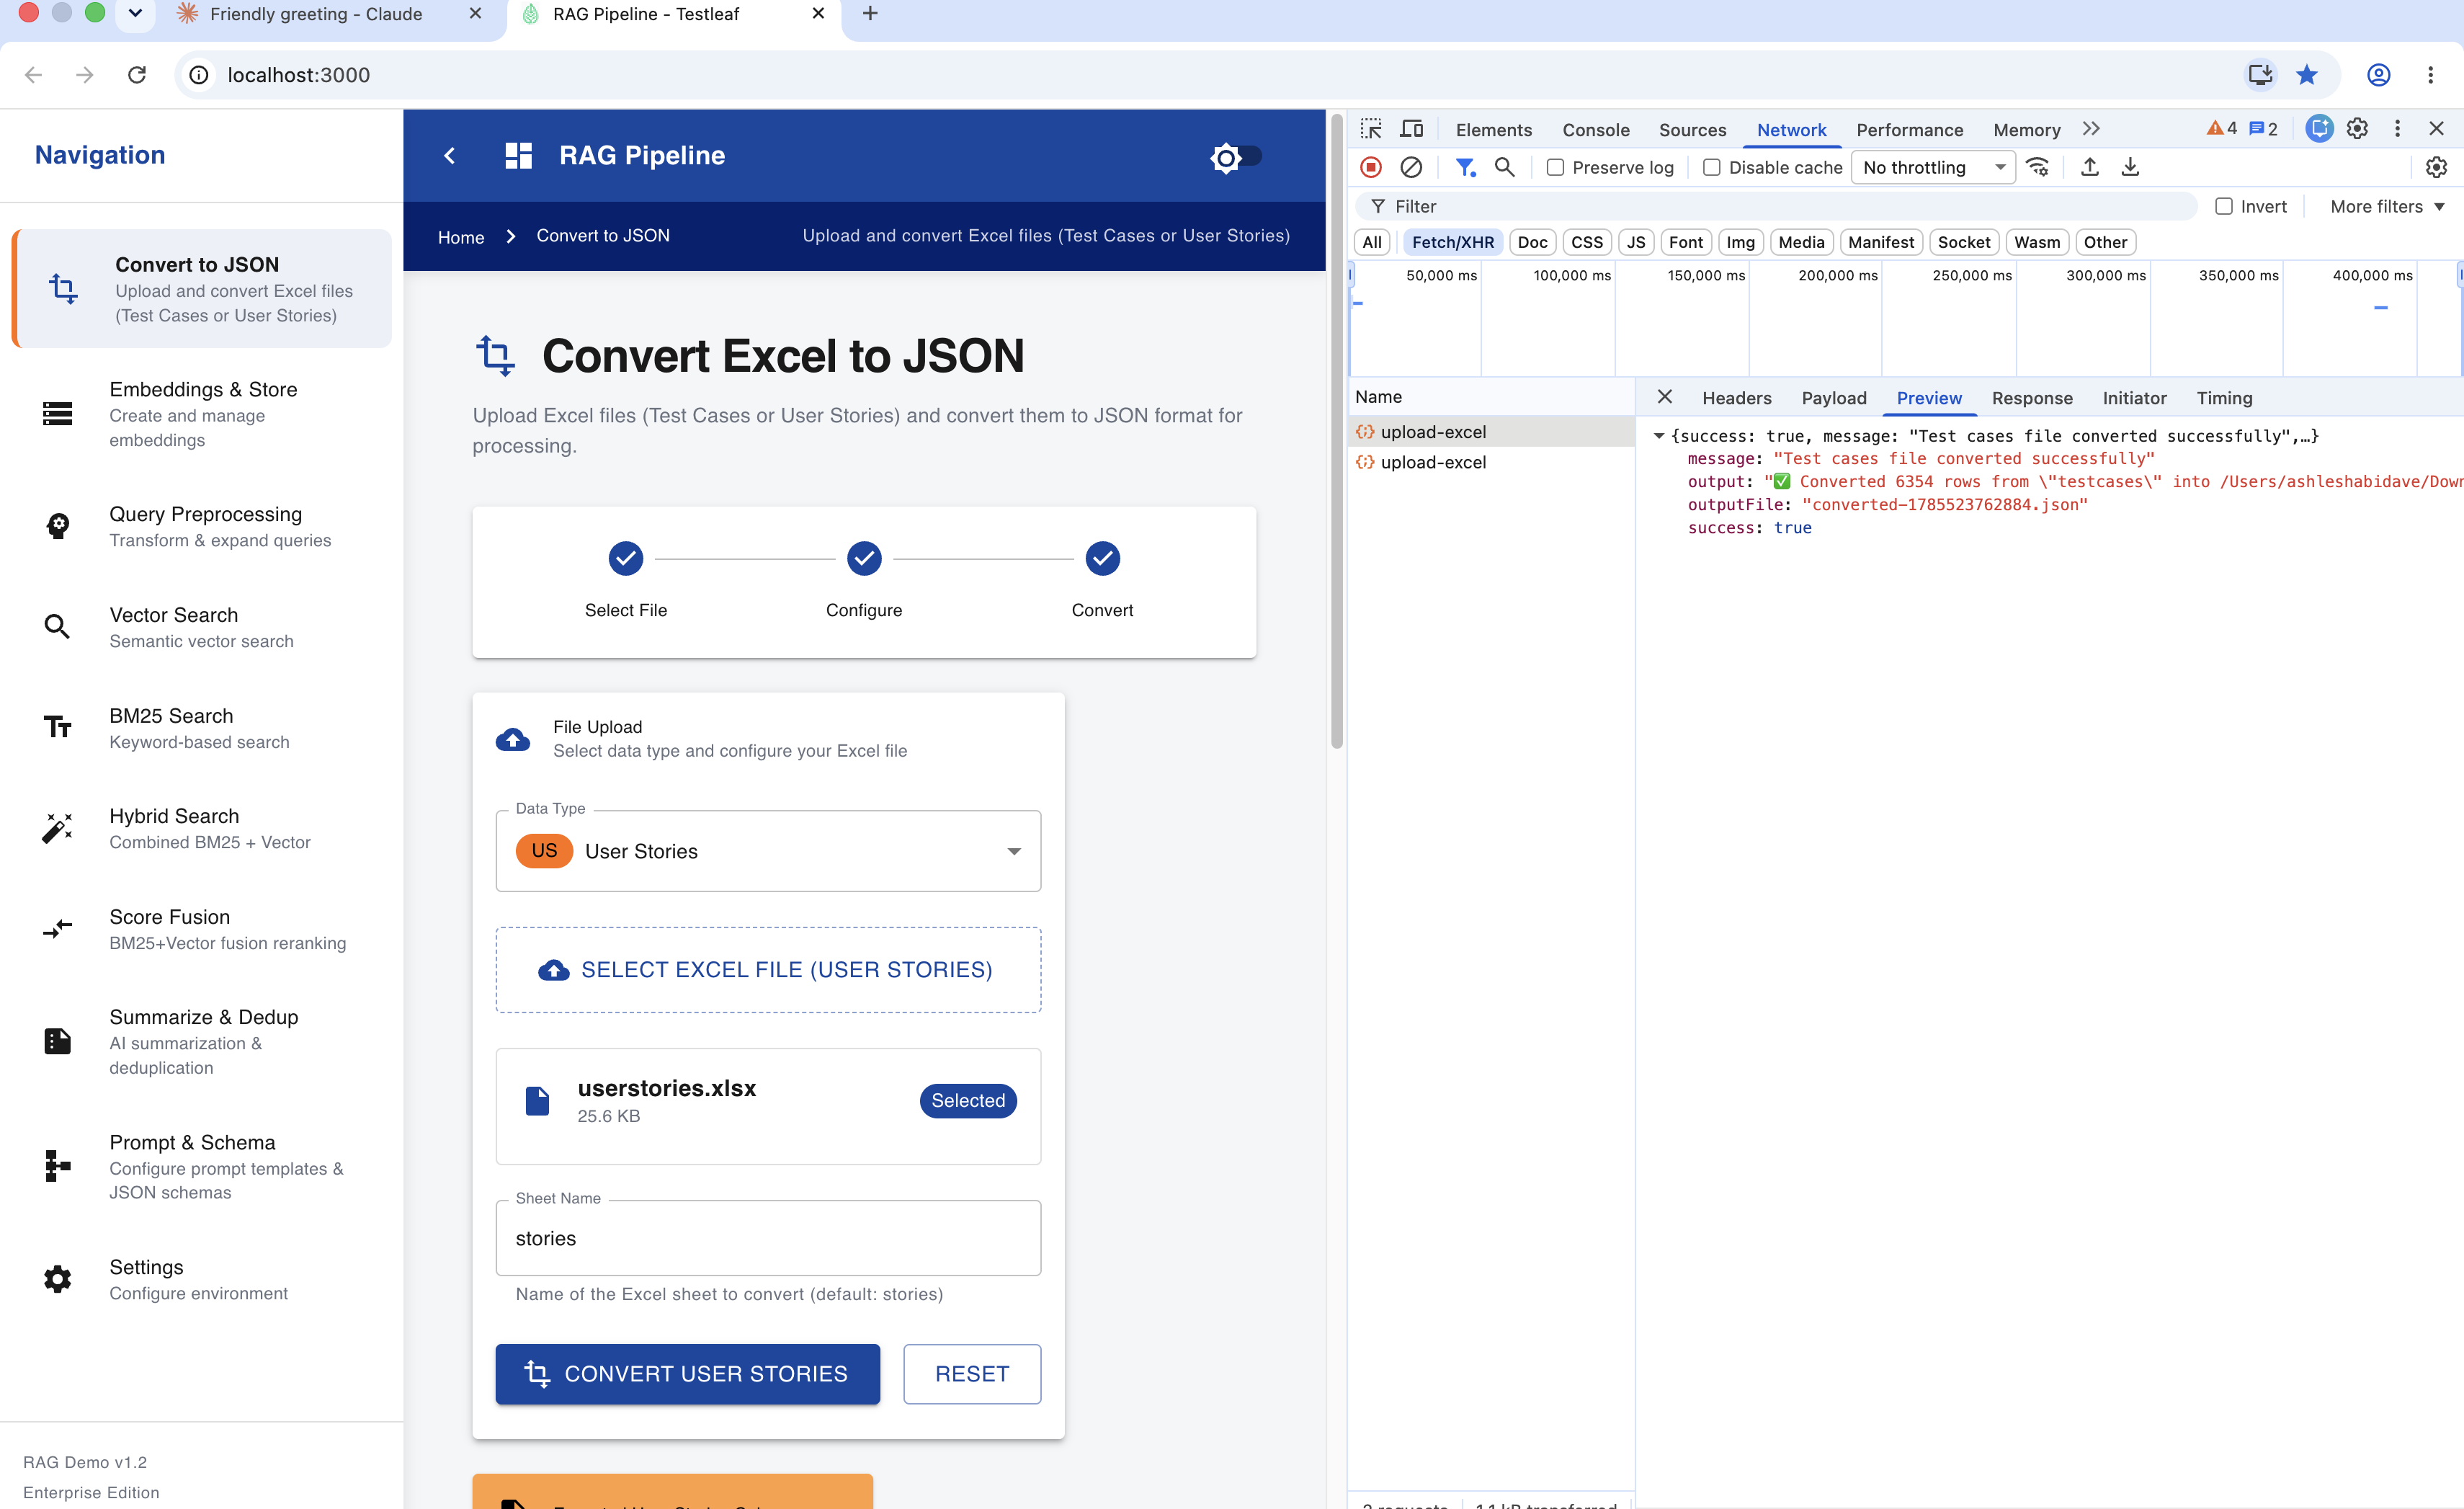 Friendly greeting - Claude
RAG Pipeline - Testleaf
localhost:3000
Navigation
Convert to JSON
Upload and convert Excel files
(Test Cases or User Stories)
Embeddings & Store
Create and manage
embeddings
Query Preprocessing
Transform & expand queries
Vector Search
Semantic vector search
BM25 Search
Keyword-based search
Hybrid Search
Combined BM25 + Vector
Score Fusion
BM25+Vector fusion reranking
Summarize & Dedup
AI summarization &
deduplication
Prompt & Schema
Configure prompt templates &
JSON schemas
Settings
Configure environment
RAG Demo v1.2
Enterprise Edition
RAG Pipeline
Home
Convert to JSON
Upload and convert Excel files (Test Cases or User Stories)
Convert Excel to JSON
Upload Excel files (Test Cases or User Stories) and convert them to JSON format for
processing.
Select File
Configure
Convert
File Upload
Select data type and configure your Excel file
Data Type
US User Stories
SELECT EXCEL FILE (USER STORIES)
userstories.xlsx
25.6 KB
Selected
Sheet Name
stories
Name of the Excel sheet to convert (default: stories)
CONVERT USER STORIES
RESET
Elements Console Sources Network Performance Memory 4 2
Preserve log Disable cache No throttling
Filter Invert More filters
All Fetch/XHR Doc CSS JS Font Img Media Manifest Socket Wasm Other
50,000 ms 100,000 ms 150,000 ms 200,000 ms 250,000 ms 300,000 ms 350,000 ms 400,000 ms
Name
upload-excel
upload-excel
Headers Payload Preview Response Initiator Timing
{success: true, message: "Test cases file converted successfully",…}
message: "Test cases file converted successfully"
output: "✅ Converted 6354 rows from \"testcases\" into /Users/ashleshabidave/Down
outputFile: "converted-1785523762884.json"
success: true